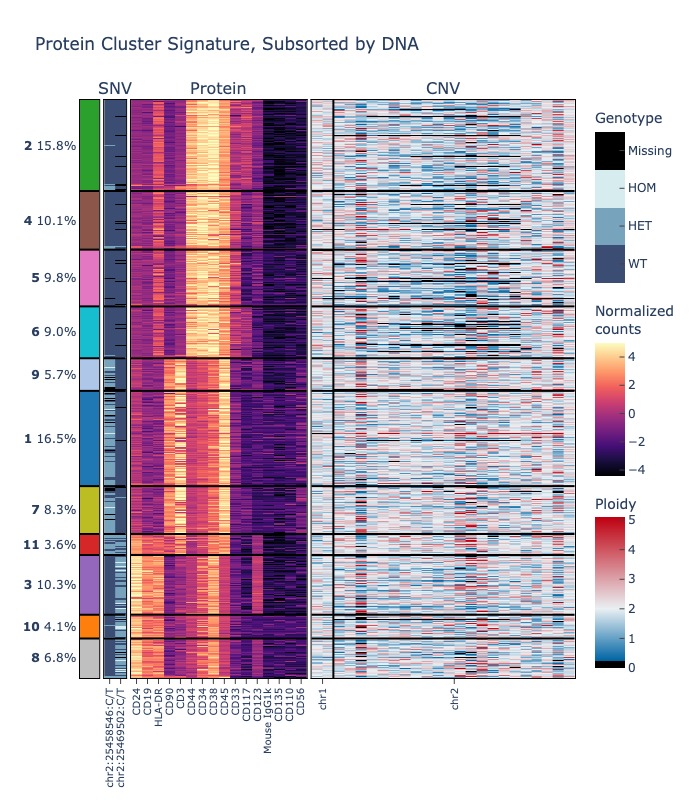 Protein Cluster Signature, Subsorted by DNA
SNV
Protein
CNV
2 15.8%
4 10.1%
5 9.8%
6 9.0%
9 5.7%
1 16.5%
7 8.3%
11 3.6%
3 10.3%
10 4.1%
8 6.8%
chr2:25458546:C/T
chr2:25469502:C/T
CD24
CD19
HLA-DR
CD90
CD3
CD44
CD34
CD38
CD45
CD33
CD117
CD123
Mouse IgG1k
CD135
CD110
CD56
chr1
chr2
Genotype
Missing
HOM
HET
WT
Normalized
counts
4
2
0
−2
−4
Ploidy
5
4
3
2
1
0